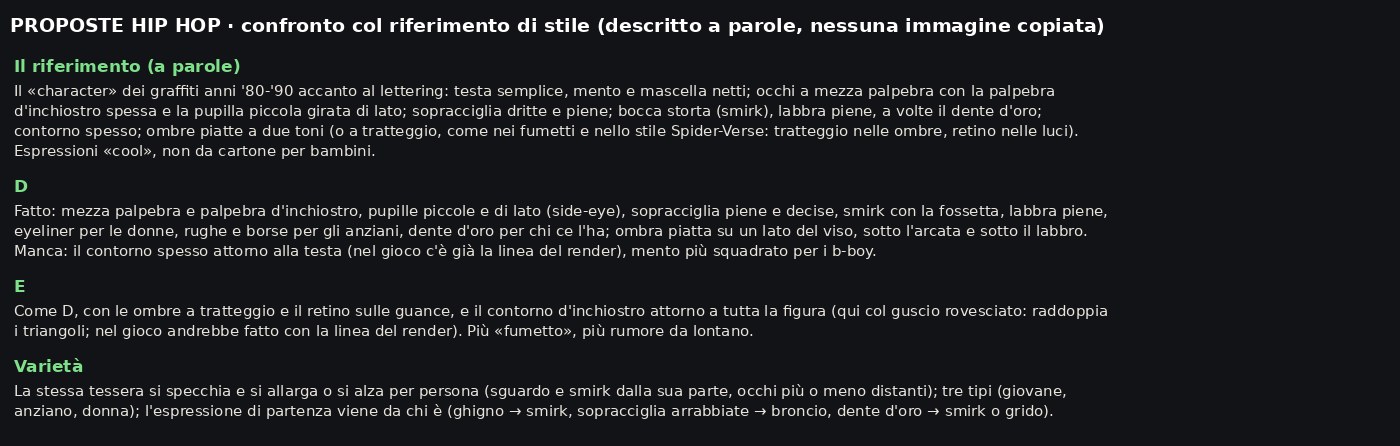 PROPOSTE HIP HOP · confronto col riferimento di stile (descritto a parole, nessuna immagine copiata)
Il riferimento (a parole)
Il «character» dei graffiti anni '80-'90 accanto al lettering: testa semplice, mento e mascella netti; occhi a mezza palpebra con la palpebra
d'inchiostro spessa e la pupilla piccola girata di lato; sopracciglia dritte e piene; bocca storta (smirk), labbra piene, a volte il dente d'oro;
contorno spesso; ombre piatte a due toni (o a tratteggio, come nei fumetti e nello stile Spider-Verse: tratteggio nelle ombre, retino nelle luci).
Espressioni «cool», non da cartone per bambini.
D
Fatto: mezza palpebra e palpebra d'inchiostro, pupille piccole e di lato (side-eye), sopracciglia piene e decise, smirk con la fossetta, labbra piene,
eyeliner per le donne, rughe e borse per gli anziani, dente d'oro per chi ce l'ha; ombra piatta su un lato del viso, sotto l'arcata e sotto il labbro.
Manca: il contorno spesso attorno alla testa (nel gioco c'è già la linea del render), mento più squadrato per i b-boy.
E
Come D, con le ombre a tratteggio e il retino sulle guance, e il contorno d'inchiostro attorno a tutta la figura (qui col guscio rovesciato: raddoppia
i triangoli; nel gioco andrebbe fatto con la linea del render). Più «fumetto», più rumore da lontano.
Varietà
La stessa tessera si specchia e si allarga o si alza per persona (sguardo e smirk dalla sua parte, occhi più o meno distanti); tre tipi (giovane,
anziano, donna); l'espressione di partenza viene da chi è (ghigno → smirk, sopracciglia arrabbiate → broncio, dente d'oro → smirk o grido).